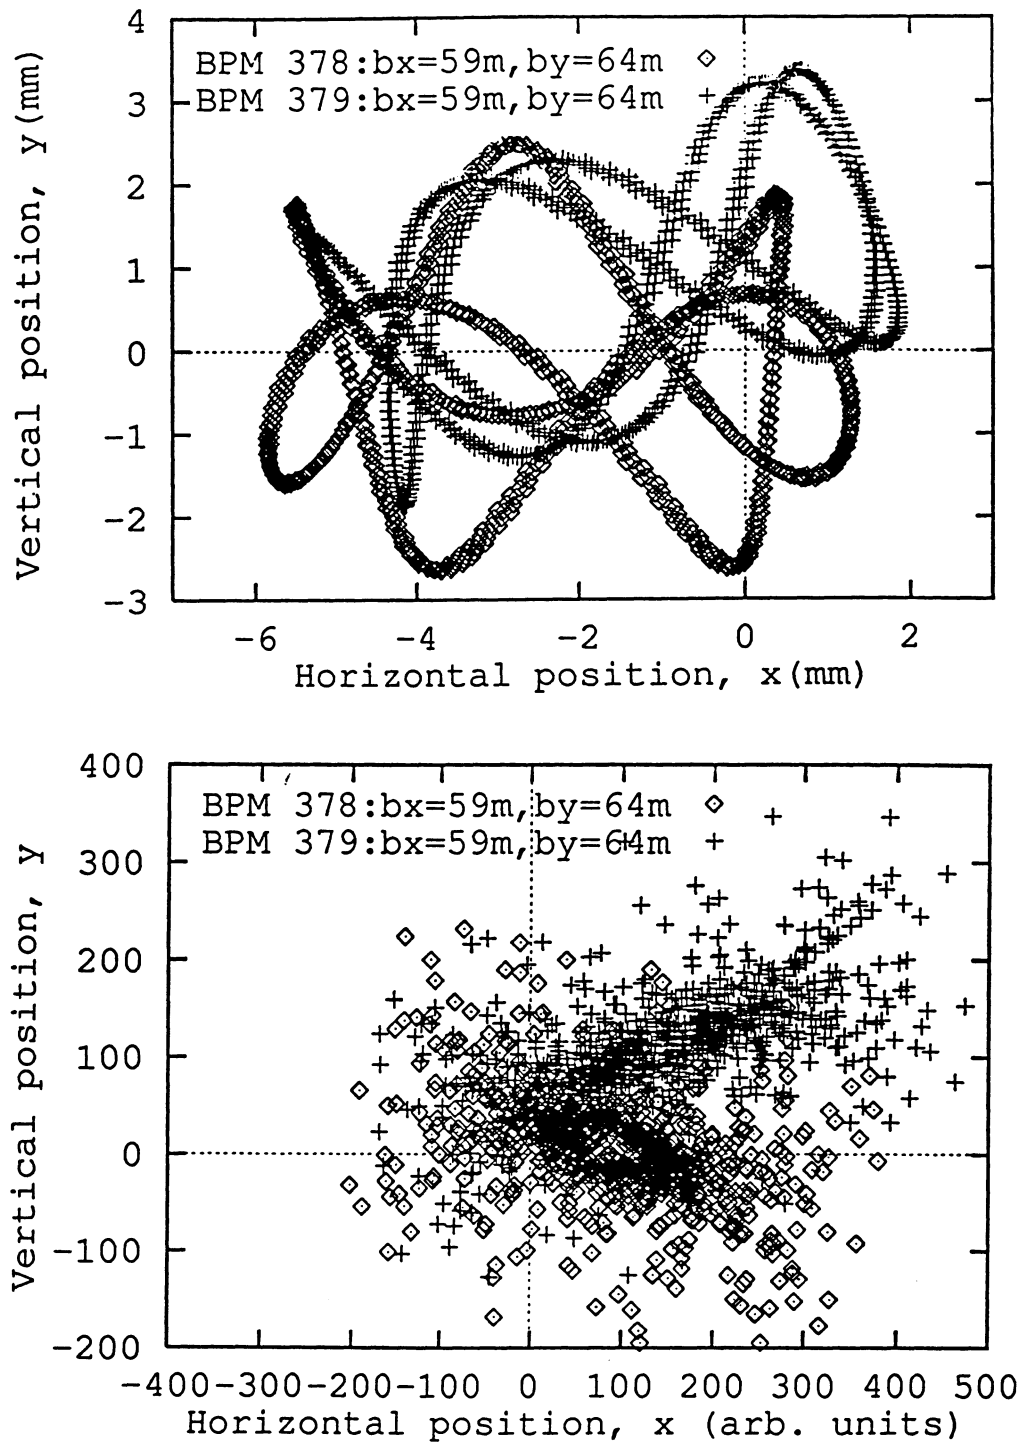 4
BPM 378:bx=59m,by=64m
3
BPM 379:bx=59m,by=64m
2
1
0
-1
-2
-3
Vertical position, y(mm)
-6 -4 -2 0 2
Horizontal position, x(mm)
400
BPM 378:bx=59m,by=64m
BPM 379:bx=59m,by=64m
300
200
100
0
-100
-200
Vertical position, y
-400-300-200-100 0 100 200 300 400 500
Horizontal position, x (arb. units)